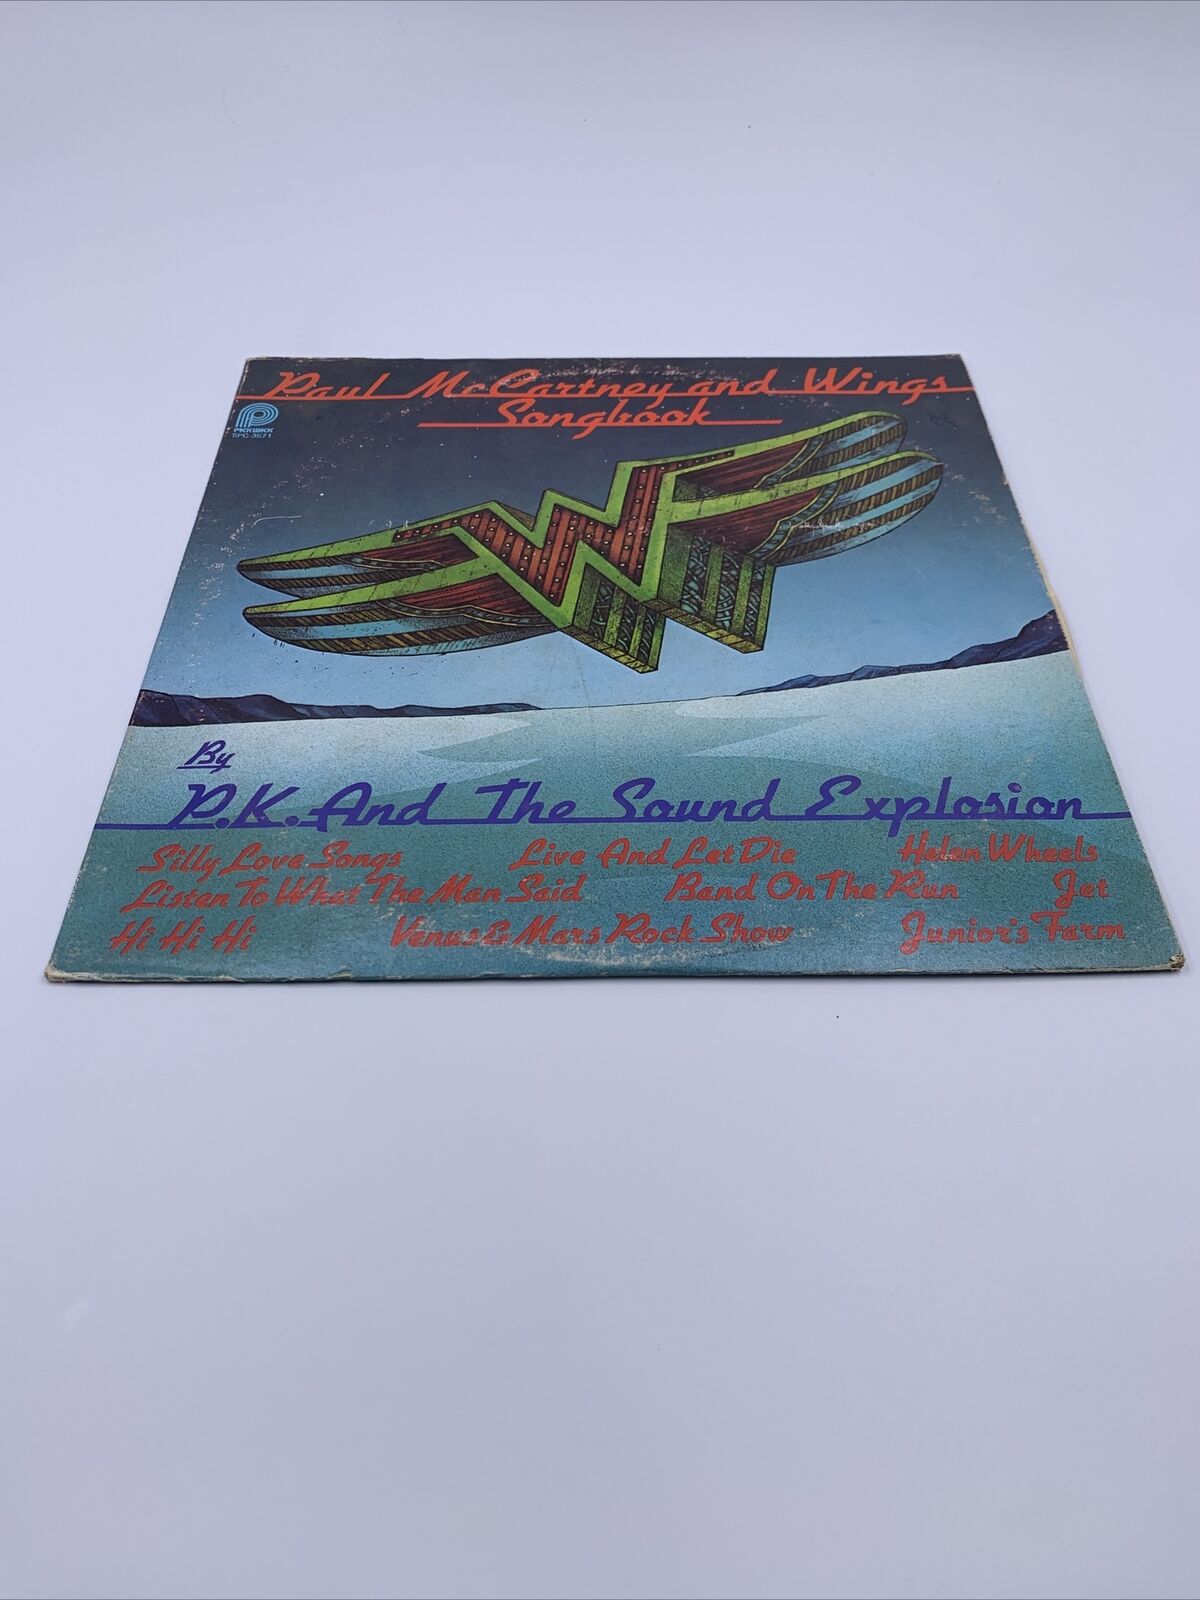 Paul McCartney and Wings
Songbook
PICKWICK
SPC-3571
W
By
P.K. And The Sound Explosion
Silly Love Songs Live And Let Die Helen Wheels
Listen To What The Man Said Band On The Run Jet
Hi Hi Hi Venus & Mars Rock Show Junior's Farm